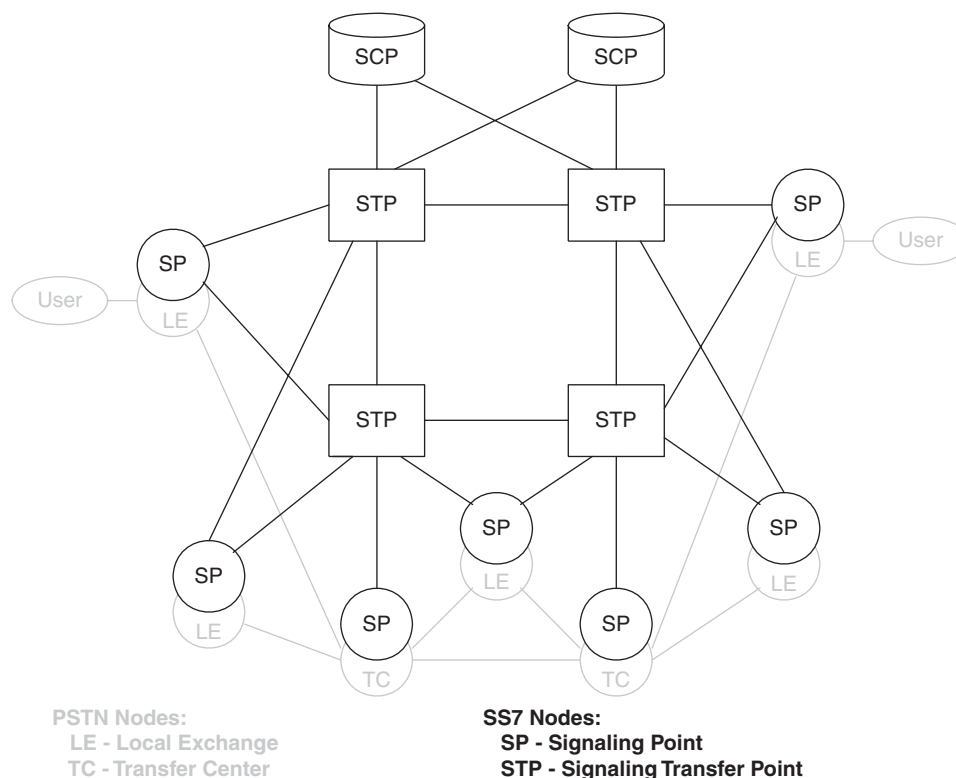 SCP
SCP
STP
STP
SP
LE
User
SP
LE
User
STP
STP
SP
LE
SP
LE
SP
LE
SP
TC
SP
TC
PSTN Nodes:
LE - Local Exchange
TC - Transfer Center
SS7 Nodes:
SP - Signaling Point
STP - Signaling Transfer Point